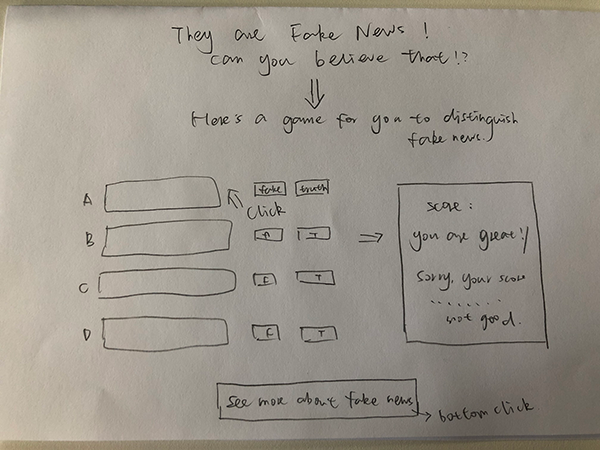 They are Fake News !
can you believe that!?
Here's a game for you to distinguish
fake news.
A
fake
truth
click
B
F
T
C
F
T
D
F
T
score:
you are great!
sorry, your score
........
not good.
see more about fake news
bottom click